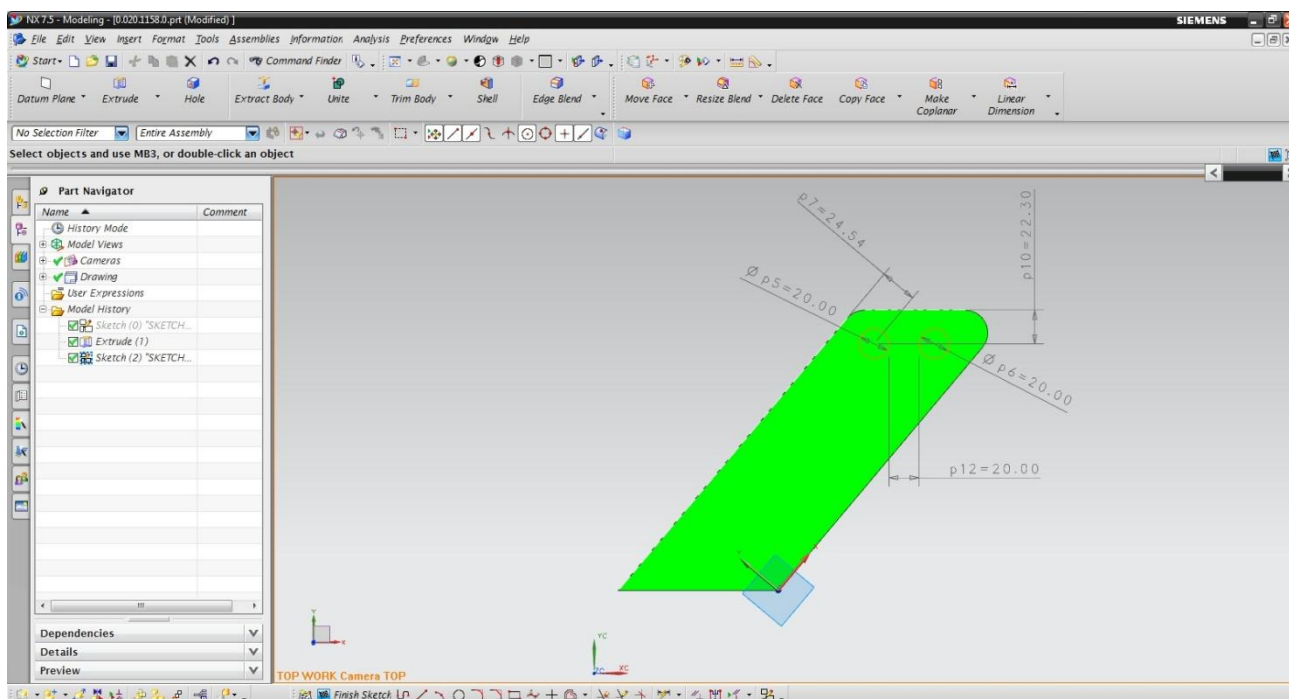 NX 7.5 - Modeling - [0.020.1158.0.prt (Modified) ]
SIEMENS
File Edit View Insert Format Tools Assemblies Information Analysis Preferences Window Help
Start Command Finder
Datum Plane Extrude Hole Extract Body Unite Trim Body Shell Edge Blend Move Face Resize Blend Delete Face Copy Face Make Coplanar Linear Dimension
No Selection Filter Entire Assembly
Select objects and use MB3, or double-click an object
Part Navigator
Name Comment
History Mode
Model Views
Cameras
Drawing
User Expressions
Model History
Sketch (0) "SKETCH...
Extrude (1)
Sketch (2) "SKETCH...
Dependencies
Details
Preview
p7=24.54
p10=22.30
Ø p5=20.00
Ø p6=20.00
p12=20.00
Y
X
YC
ZC XC
TOP WORK Camera TOP
Finish Sketch